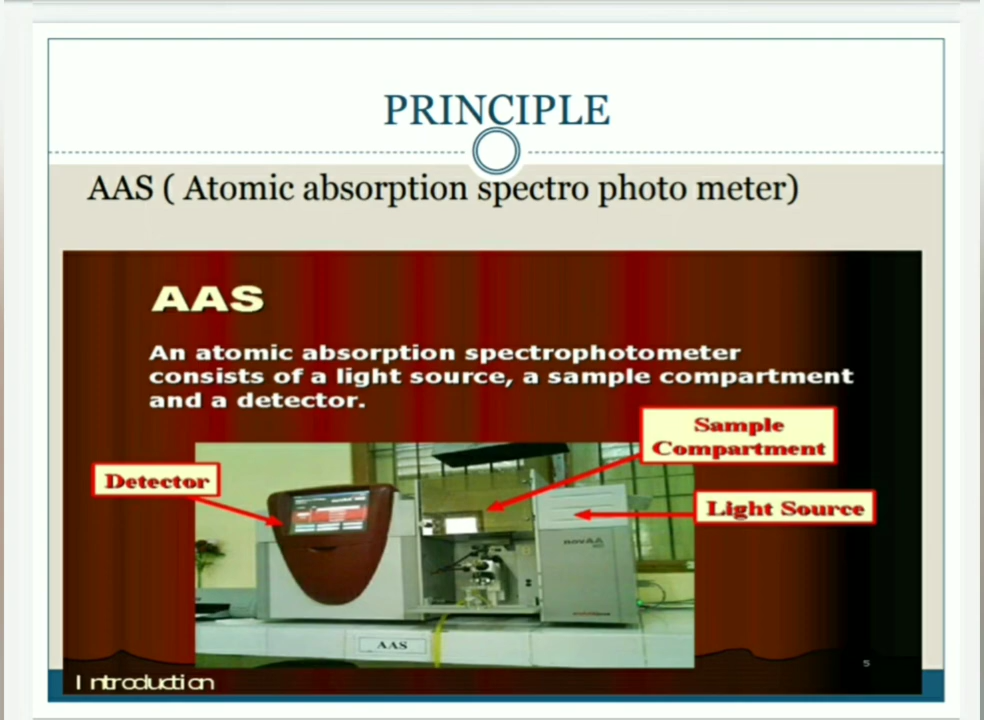 PRINCIPLE
AAS ( Atomic absorption spectro photo meter)
AAS
An atomic absorption spectrophotometer
consists of a light source, a sample compartment
and a detector.
Sample
Compartment
Detector
Light Source
novAA
AAS
5
Introduction